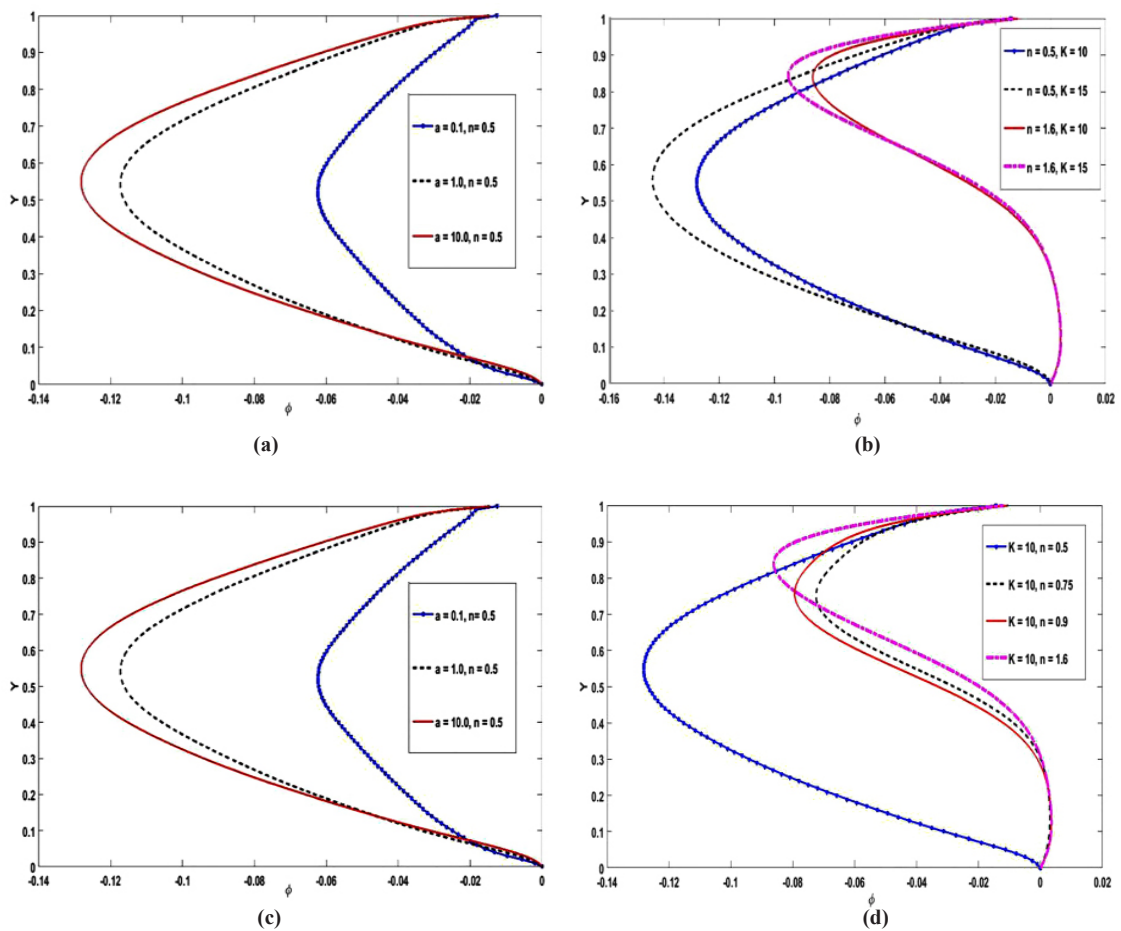 1
0.9
0.8
0.7
0.6
0.5
0.4
0.3
0.2
0.1
0
Y
a = 0.1, n= 0.5
a = 1.0, n = 0.5
a = 10.0, n = 0.5
-0.14 -0.12 -0.1 -0.08 -0.06 -0.04 -0.02 0
ϕ
(a)
1
0.9
0.8
0.7
0.6
0.5
0.4
0.3
0.2
0.1
0
Y
n = 0.5, K = 10
n = 0.5, K = 15
n = 1.6, K = 10
n = 1.6, K = 15
-0.16 -0.14 -0.12 -0.1 -0.08 -0.06 -0.04 -0.02 0 0.02
ϕ
(b)
1
0.9
0.8
0.7
0.6
0.5
0.4
0.3
0.2
0.1
0
Y
a = 0.1, n= 0.5
a = 1.0, n = 0.5
a = 10.0, n = 0.5
-0.14 -0.12 -0.1 -0.08 -0.06 -0.04 -0.02 0
ϕ
(c)
1
0.9
0.8
0.7
0.6
0.5
0.4
0.3
0.2
0.1
0
Y
K = 10, n = 0.5
K = 10, n = 0.75
K = 10, n = 0.9
K = 10, n = 1.6
-0.14 -0.12 -0.1 -0.08 -0.06 -0.04 -0.02 0 0.02
ϕ
(d)